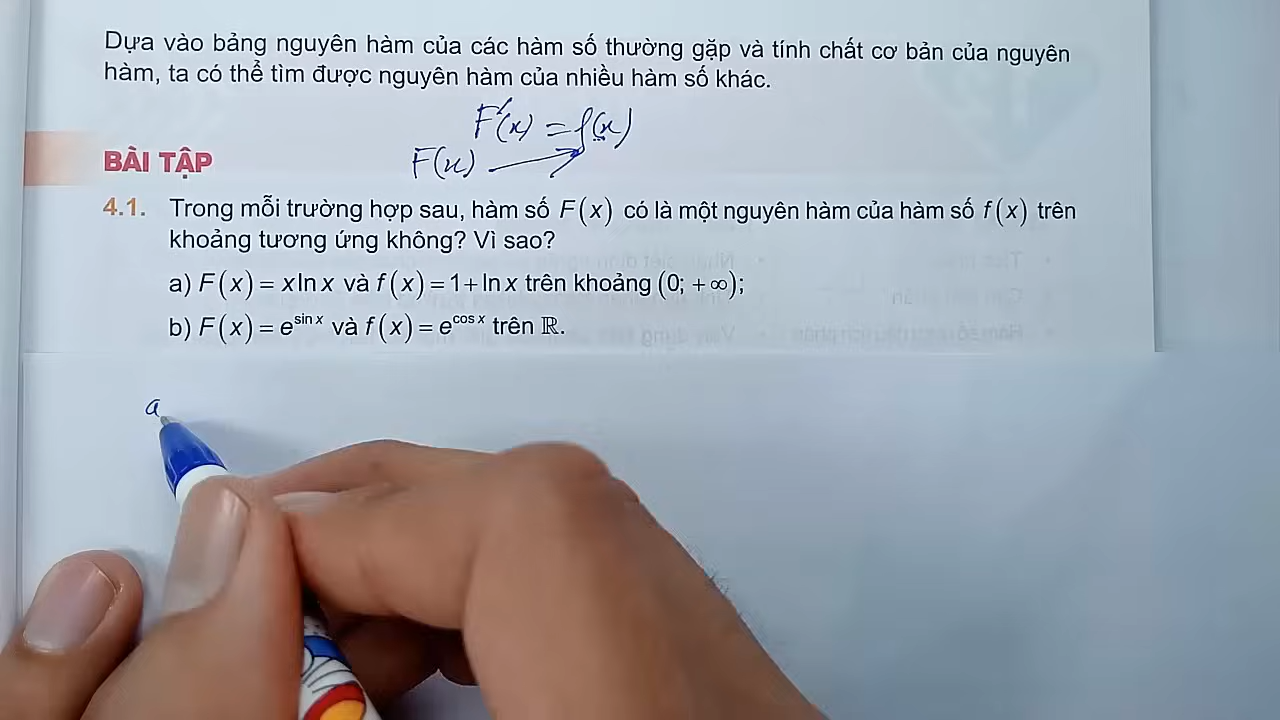 Dựa vào bảng nguyên hàm của các hàm số thường gặp và tính chất cơ bản của nguyên
hàm, ta có thể tìm được nguyên hàm của nhiều hàm số khác.
F'(x) = f(x)
F(x) →
BÀI TẬP
4.1. Trong mỗi trường hợp sau, hàm số F(x) có là một nguyên hàm của hàm số f(x) trên
khoảng tương ứng không? Vì sao?
a) F(x) = x ln x và f(x) = 1 + ln x trên khoảng (0; +∞);
b) F(x) = e^{sin x} và f(x) = e^{cos x} trên ℝ.
a